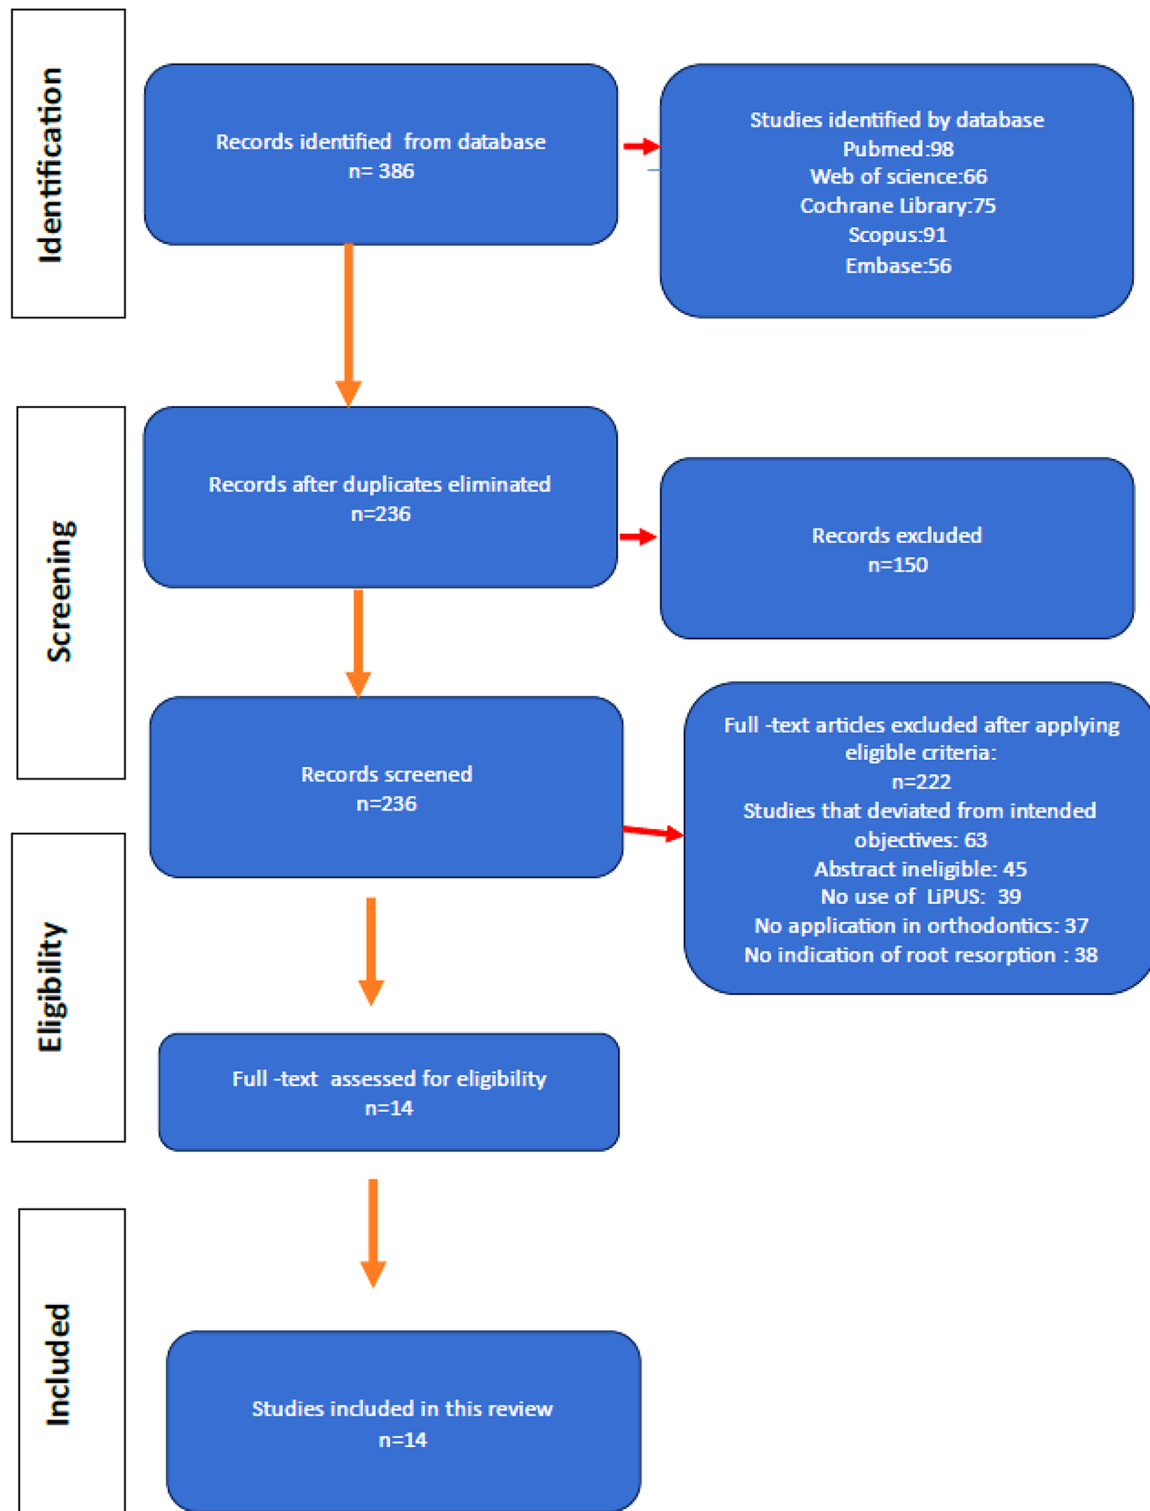 Identification
Records identified  from database
n= 386
Studies identified by database
Pubmed:98
Web of science:66
Cochrane Library:75
Scopus:91
Embase:56
Screening
Records after duplicates eliminated
n=236
Records excluded
n=150
Records screened
n=236
Full -text articles excluded after applying
eligible criteria:
n=222
Studies that deviated from intended
objectives: 63
Abstract ineligible: 45
No use of  LiPUS:  39
No application in orthodontics: 37
No indication of root resorption : 38
Eligibility
Full -text  assessed for eligibility
n=14
Included
Studies included in this review
n=14